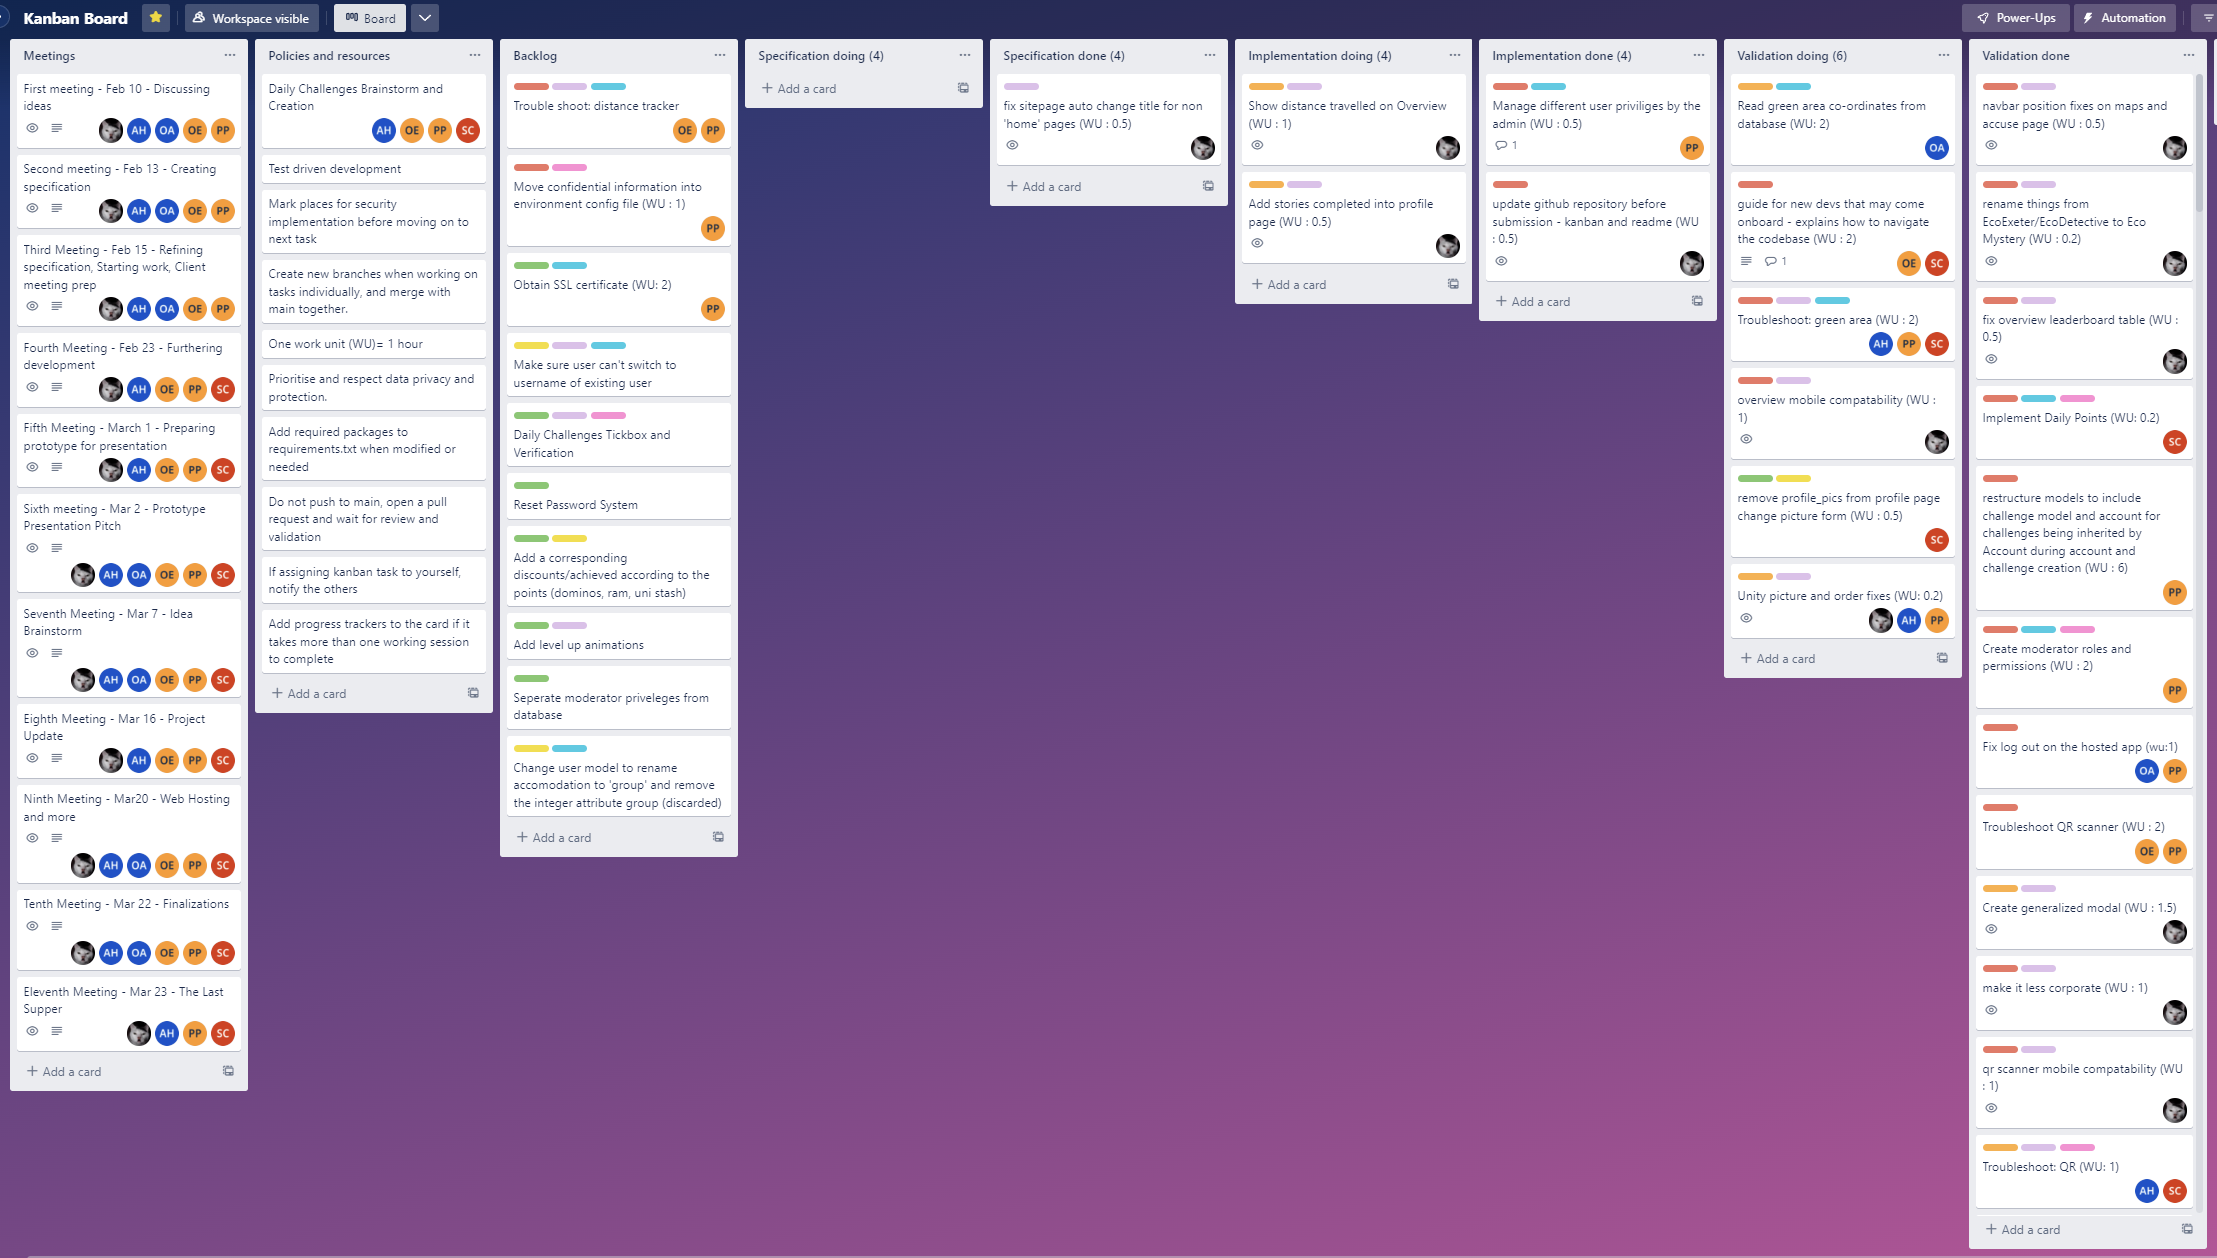 Kanban Board
Workspace visible
Board
Power-Ups
Automation
Meetings
First meeting - Feb 10 - Discussing
ideas
AH OA OE PP
Second meeting - Feb 13 - Creating
specification
AH OA OE PP
Third Meeting - Feb 15 - Refining
specification, Starting work, Client
meeting prep
AH OA OE PP
Fourth Meeting - Feb 23 - Furthering
development
AH OE PP SC
Fifth Meeting - March 1 - Preparing
prototype for presentation
AH OE PP SC
Sixth meeting - Mar 2 - Prototype
Presentation Pitch
AH OA OE PP SC
Seventh Meeting - Mar 7 - Idea
Brainstorm
AH OA OE PP SC
Eighth Meeting - Mar 16 - Project
Update
AH OE PP SC
Ninth Meeting - Mar20 - Web Hosting
and more
AH OA OE PP SC
Tenth Meeting - Mar 22 - Finalizations
AH OA OE PP SC
Eleventh Meeting - Mar 23 - The Last
Supper
AH PP SC
+ Add a card
Policies and resources
Daily Challenges Brainstorm and
Creation
AH OE PP SC
Test driven development
Mark places for security
implementation before moving on to
next task
Create new branches when working on
tasks individually, and merge with
main together.
One work unit (WU)= 1 hour
Prioritise and respect data privacy and
protection.
Add required packages to
requirements.txt when modified or
needed
Do not push to main, open a pull
request and wait for review and
validation
If assigning kanban task to yourself,
notify the others
Add progress trackers to the card if it
takes more than one working session
to complete
+ Add a card
Backlog
Trouble shoot: distance tracker
OE PP
Move confidential information into
environment config file (WU : 1)
PP
Obtain SSL certificate (WU: 2)
PP
Make sure user can't switch to
username of existing user
Daily Challenges Tickbox and
Verification
Reset Password System
Add a corresponding
discounts/achieved according to the
points (dominos, ram, uni stash)
Add level up animations
Seperate moderator priveleges from
database
Change user model to rename
accomodation to 'group' and remove
the integer attribute group (discarded)
+ Add a card
Specification doing (4)
+ Add a card
Specification done (4)
fix sitepage auto change title for non
'home' pages (WU : 0.5)
+ Add a card
Implementation doing (4)
Show distance travelled on Overview
(WU : 1)
Add stories completed into profile
page (WU : 0.5)
+ Add a card
Implementation done (4)
Manage different user priviliges by the
admin (WU : 0.5)
1
PP
update github repository before
submission - kanban and readme (WU
: 0.5)
+ Add a card
Validation doing (6)
Read green area co-ordinates from
database (WU: 2)
OA
guide for new devs that may come
onboard - explains how to navigate
the codebase (WU : 2)
1
OE SC
Troubleshoot: green area (WU : 2)
AH PP SC
overview mobile compatability (WU :
1)
remove profile_pics from profile page
change picture form (WU : 0.5)
SC
Unity picture and order fixes (WU: 0.2)
AH PP
+ Add a card
Validation done
navbar position fixes on maps and
accuse page (WU : 0.5)
rename things from
EcoExeter/EcoDetective to Eco
Mystery (WU : 0.2)
fix overview leaderboard table (WU :
0.5)
Implement Daily Points (WU: 0.2)
SC
restructure models to include
challenge model and account for
challenges being inherited by
Account during account and
challenge creation (WU : 6)
PP
Create moderator roles and
permissions (WU : 2)
PP
Fix log out on the hosted app (wu:1)
OA PP
Troubleshoot QR scanner (WU : 2)
OE PP
Create generalized modal (WU : 1.5)
make it less corporate (WU : 1)
qr scanner mobile compatability (WU
: 1)
Troubleshoot: QR (WU: 1)
AH SC
+ Add a card